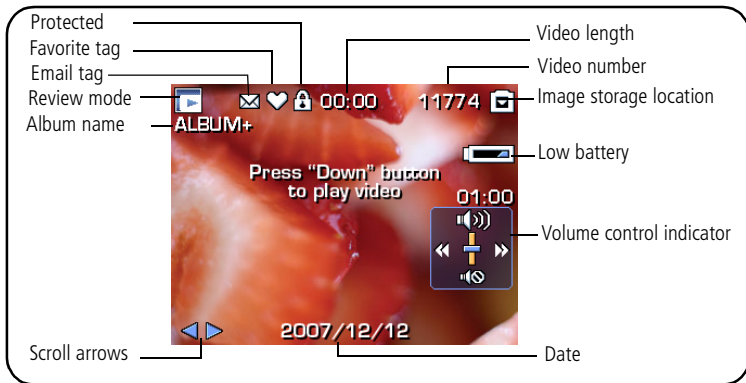 Protected
Favorite tag
Email tag
Review mode
Album name
Video length
Video number
Image storage location
Low battery
Volume control indicator
00:00
11774
ALBUM+
Press "Down" button
to play video
01:00
2007/12/12
Scroll arrows
Date